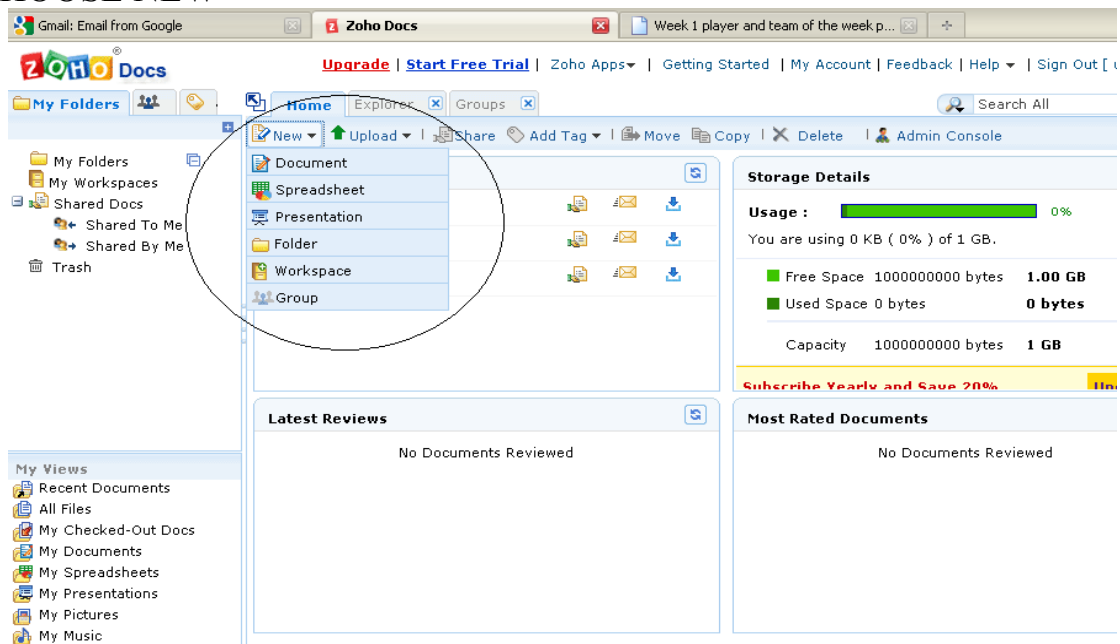 HOOSE NEW
Gmail: Email from Google
Zoho Docs
Week 1 player and team of the week p...
ZOHO® Docs
Upgrade | Start Free Trial | Zoho Apps | Getting Started | My Account | Feedback | Help | Sign Out [
My Folders
Home Explorer Groups
Search All
New Upload Share Add Tag Move Copy Delete Admin Console
My Folders
My Workspaces
Shared Docs
Shared To Me
Shared By Me
Trash
Document
Spreadsheet
Presentation
Folder
Workspace
Group
Storage Details
Usage : 0%
You are using 0 KB ( 0% ) of 1 GB.
Free Space 1000000000 bytes 1.00 GB
Used Space 0 bytes 0 bytes
Capacity 1000000000 bytes 1 GB
Subscribe Yearly and Save 20%
Latest Reviews
No Documents Reviewed
Most Rated Documents
No Documents Reviewed
My Views
Recent Documents
All Files
My Checked-Out Docs
My Documents
My Spreadsheets
My Presentations
My Pictures
My Music